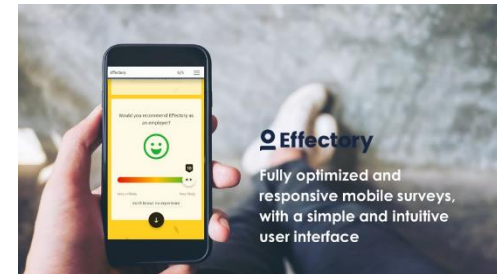 Effectory
Would you recommend Effectory as
an employer?
Effectory
Fully optimized and
responsive mobile surveys,
with a simple and intuitive
user interface